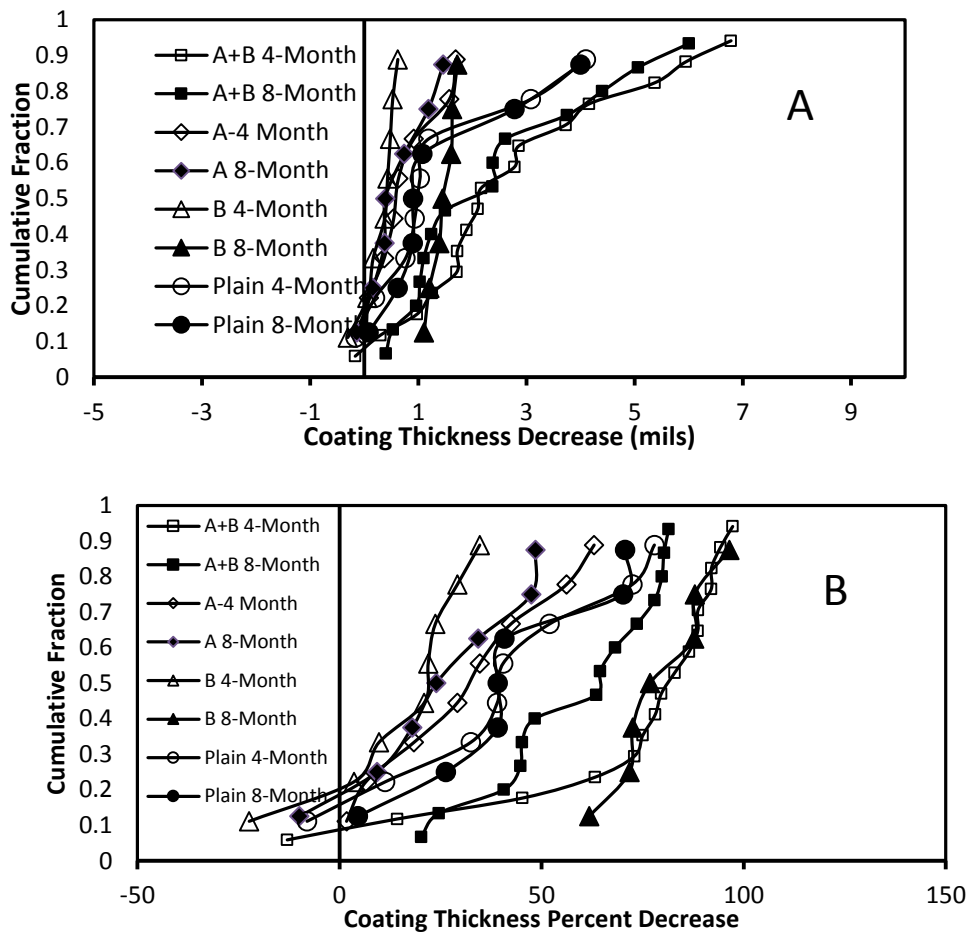 1
0.9
0.8
0.7
0.6
0.5
0.4
0.3
0.2
0.1
0
Cumulative Fraction
A+B 4-Month
A+B 8-Month
A-4 Month
A 8-Month
B 4-Month
B 8-Month
Plain 4-Month
Plain 8-Month
A
-5 -3 -1 1 3 5 7 9
Coating Thickness Decrease (mils)
1
0.9
0.8
0.7
0.6
0.5
0.4
0.3
0.2
0.1
0
Cumulative Fraction
A+B 4-Month
A+B 8-Month
A-4 Month
A 8-Month
B 4-Month
B 8-Month
Plain 4-Month
Plain 8-Month
B
-50 0 50 100 150
Coating Thickness Percent Decrease